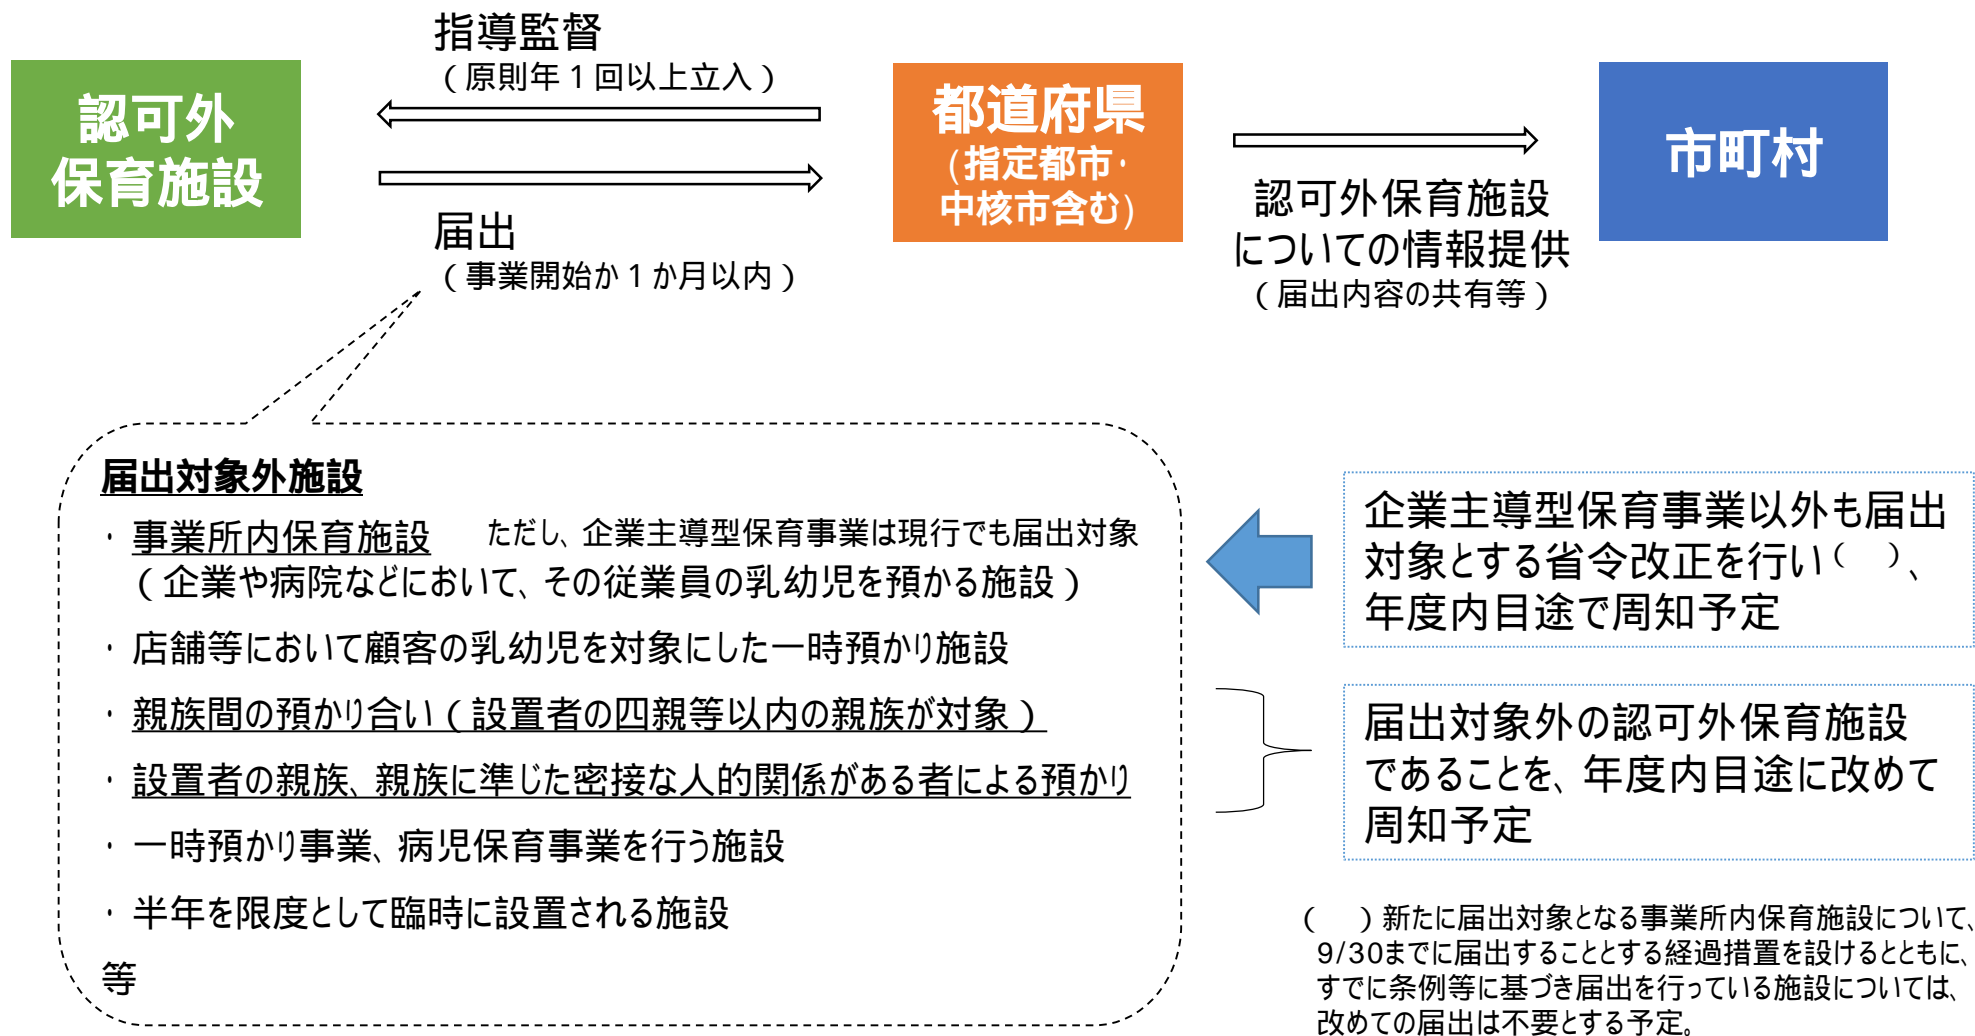 指導監督
(原則年1回以上立入)
認可外
保育施設
都道府県
(指定都市・
中核市含む)
市町村
届出
(事業開始か1か月以内)
認可外保育施設
についての情報提供
(届出内容の共有等)
届出対象外施設
・事業所内保育施設 ただし、企業主導型保育事業は現行でも届出対象
(企業や病院などにおいて、その従業員の乳幼児を預かる施設)
・店舗等において顧客の乳幼児を対象にした一時預かり施設
・親族間の預かり合い(設置者の四親等以内の親族が対象)
・設置者の親族、親族に準じた密接な人的関係がある者による預かり
・一時預かり事業、病児保育事業を行う施設
・半年を限度として臨時に設置される施設
等
企業主導型保育事業以外も届出
対象とする省令改正を行い( )、
年度内目途で周知予定
届出対象外の認可外保育施設
であることを、年度内目途に改めて
周知予定
( )新たに届出対象となる事業所内保育施設について、
9/30までに届出することとする経過措置を設けるとともに、
すでに条例等に基づき届出を行っている施設については、
改めての届出は不要とする予定。